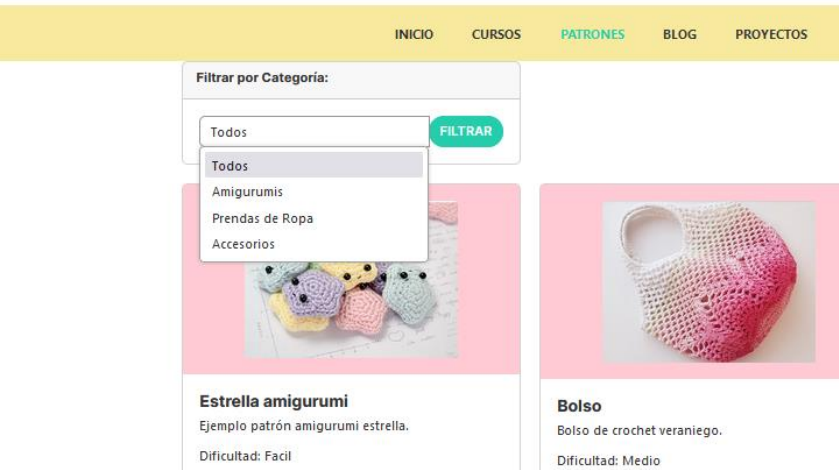 INICIO CURSOS PATRONES BLOG PROYECTOS
Filtrar por Categoría:
Todos FILTRAR
Todos
Amigurumis
Prendas de Ropa
Accesorios
Estrella amigurumi
Ejemplo patrón amigurumi estrella.
Dificultad: Facil
Bolso
Bolso de crochet veraniego.
Dificultad: Medio